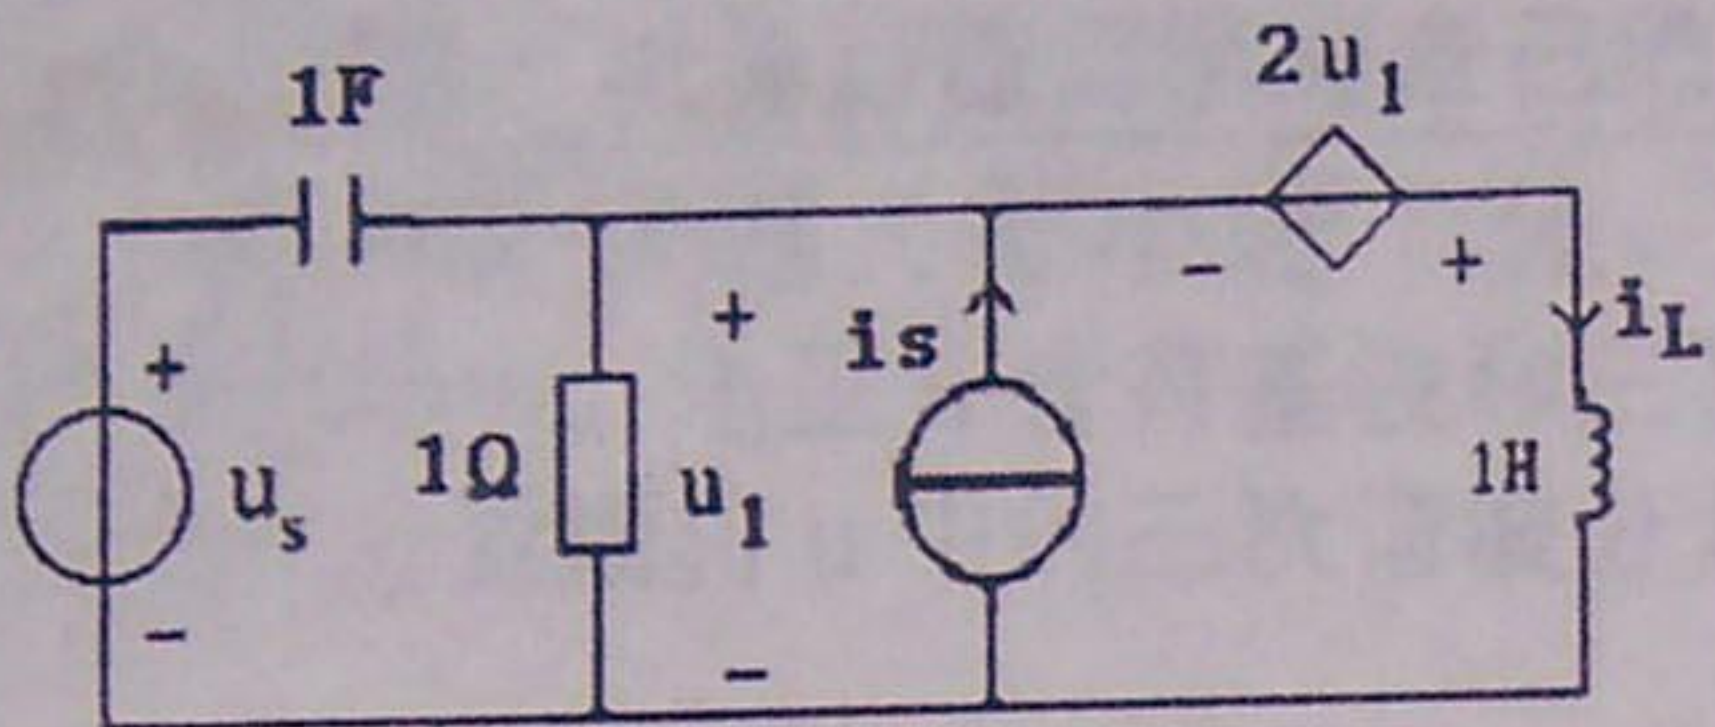 1F
2u1
+
-
us
1Ω
+
u1
-
is
-
+
iL
1H